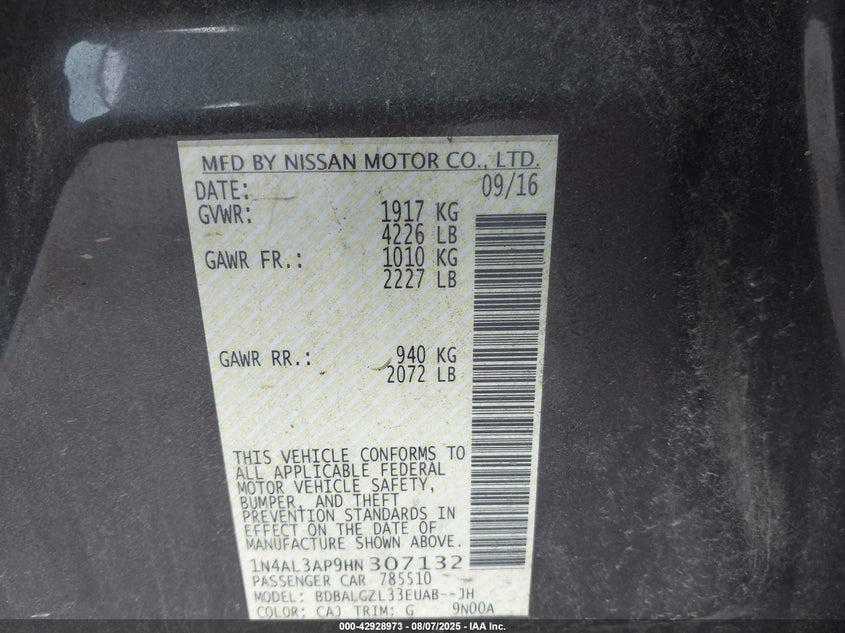 MFD BY NISSAN MOTOR CO., LTD.
DATE: 09/16
GVWR: 1917 KG
4226 LB
GAWR FR.: 1010 KG
2227 LB
GAWR RR.: 940 KG
2072 LB
THIS VEHICLE CONFORMS TO
ALL APPLICABLE FEDERAL
MOTOR VEHICLE SAFETY,
BUMPER, AND THEFT
PREVENTION STANDARDS IN
EFFECT ON THE DATE OF
MANUFACTURE SHOWN ABOVE.
1N4AL3AP9HN 307132
PASSENGER CAR 785510
MODEL: BDBALGZL33EUAB--JH
COLOR: CAJ TRIM: G 9N00A
000-42928973 - 08/07/2025 - IAA Inc.